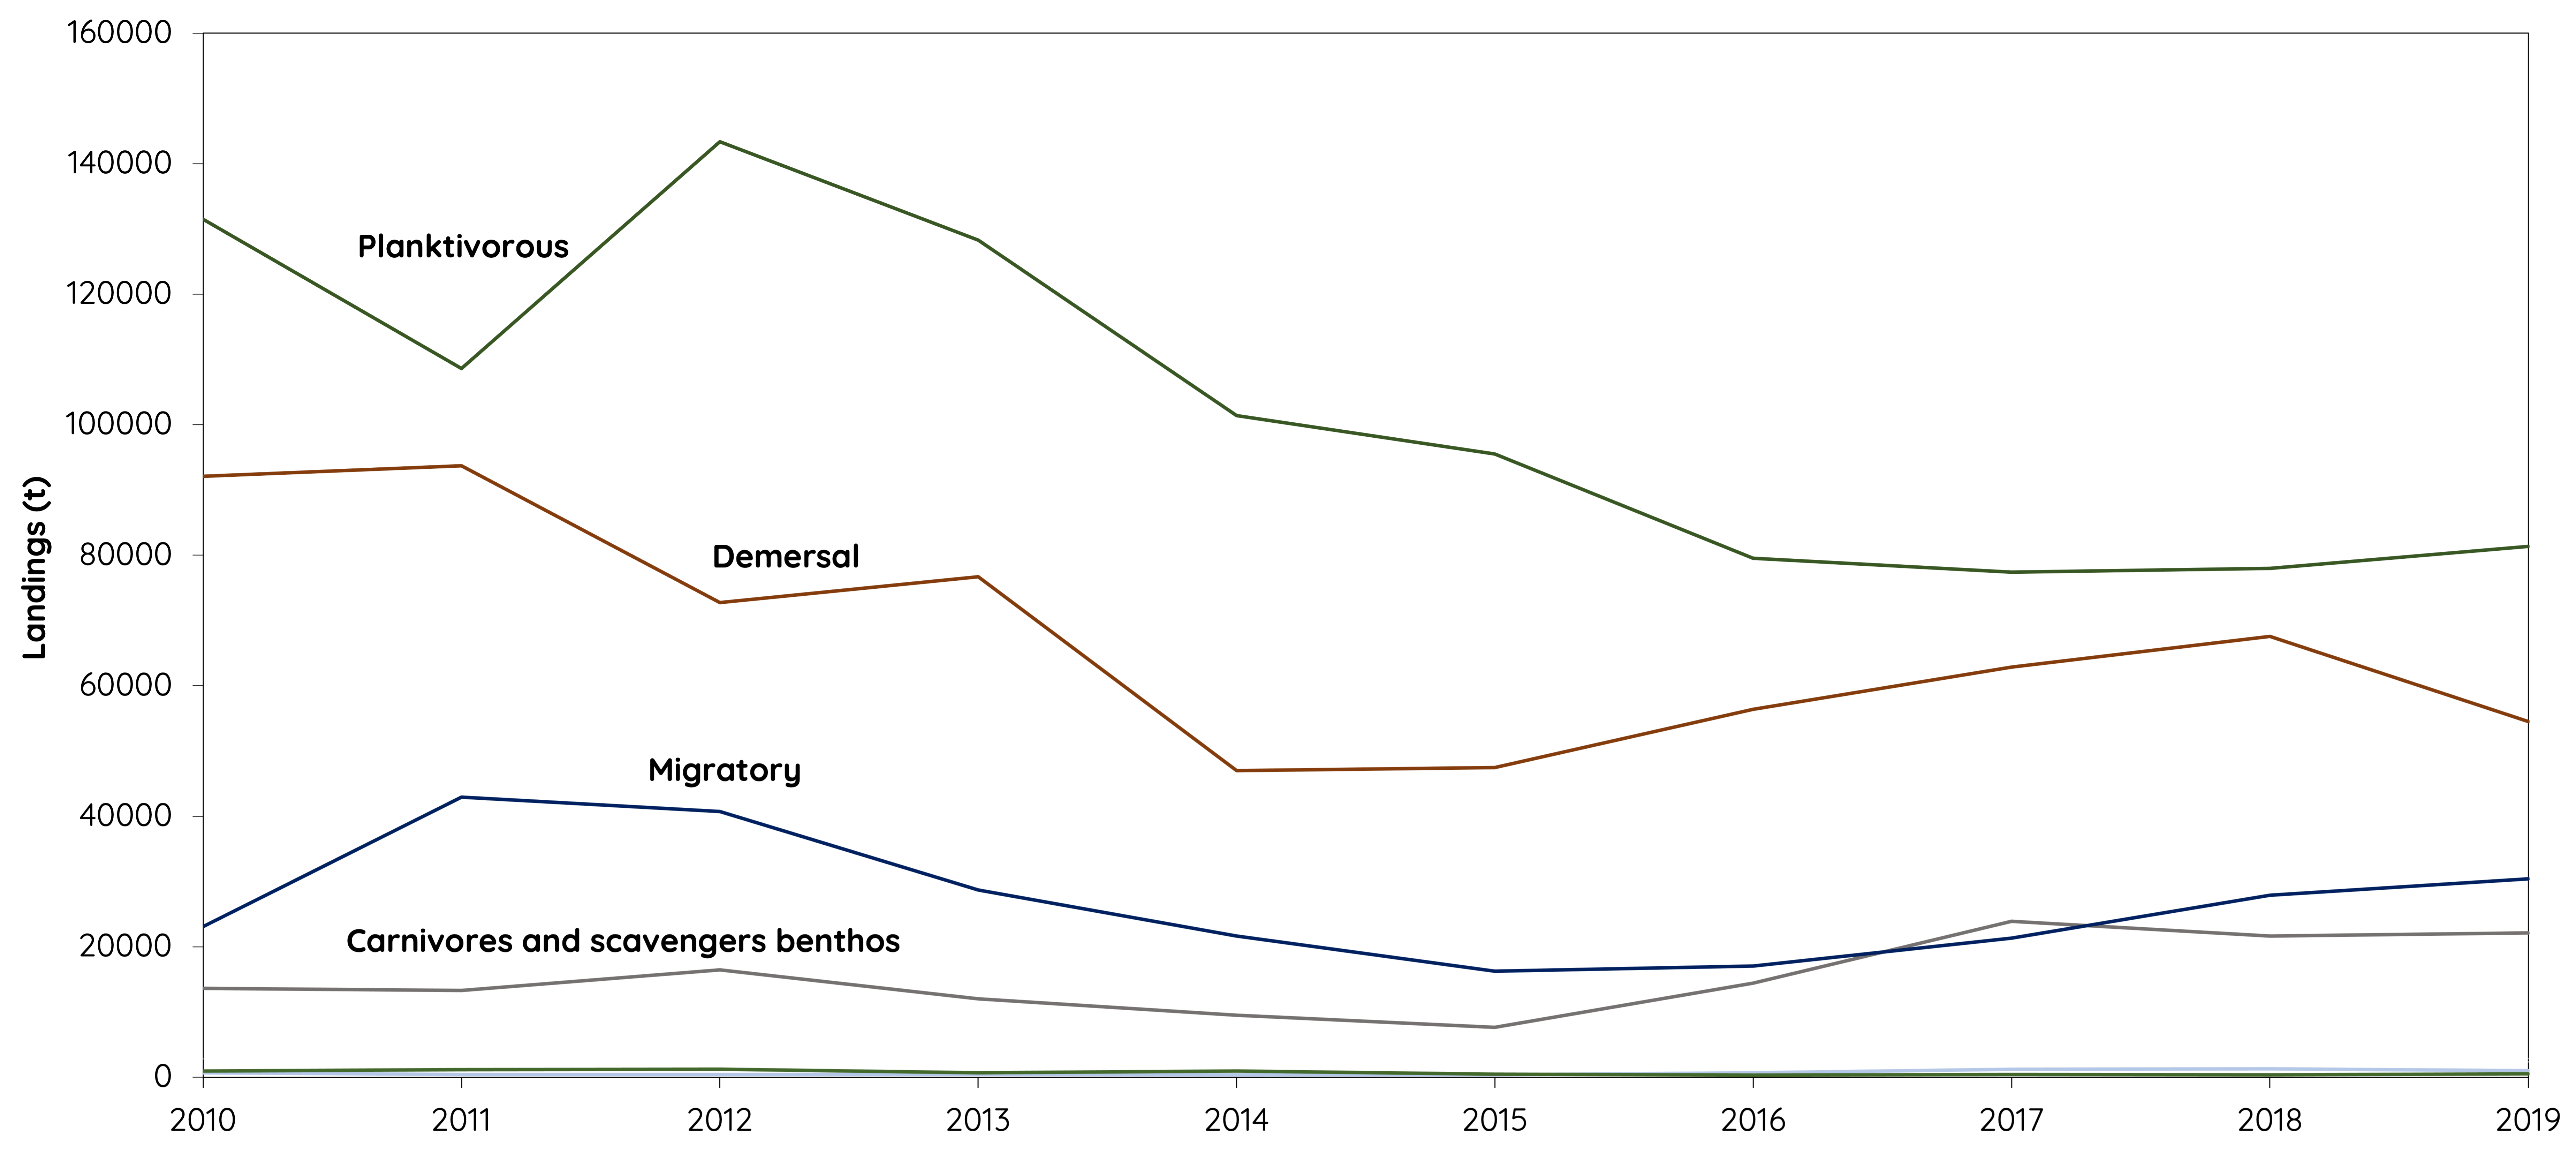 160000
140000
120000
100000
80000
60000
40000
20000
0
Landings (t)
Planktivorous
Demersal
Migratory
Carnivores and scavengers benthos
2010 2011 2012 2013 2014 2015 2016 2017 2018 2019